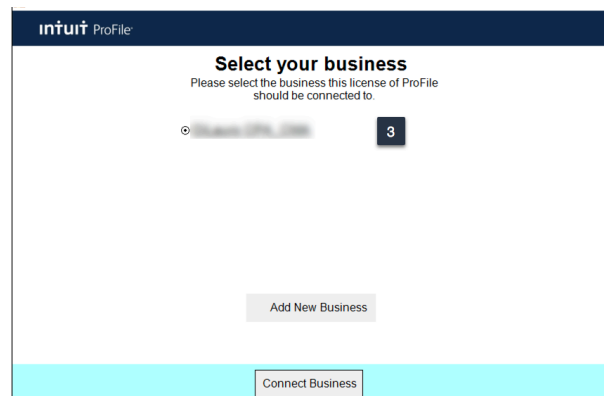 ıntuıt ProFile
Select your business
Please select the business this license of ProFile
should be connected to.
3
Add New Business
Connect Business